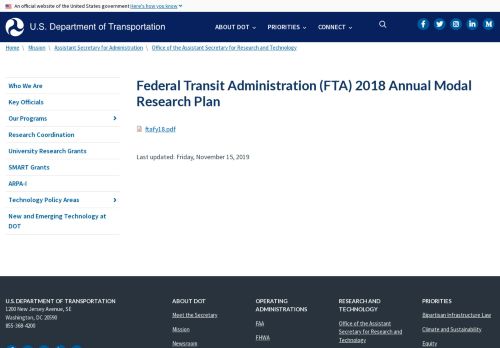 An official website of the United States government Here's how you know
U.S. Department of Transportation
ABOUT DOT
PRIORITIES
CONNECT
Home \ Mission \ Assistant Secretary for Administration \ Office of the Assistant Secretary for Research and Technology
Who We Are
Key Officials
Our Programs
Research Coordination
University Research Grants
SMART Grants
ARPA-I
Technology Policy Areas
New and Emerging Technology at
DOT
Federal Transit Administration (FTA) 2018 Annual Modal
Research Plan
ftafy18.pdf
Last updated: Friday, November 15, 2019
U.S. DEPARTMENT OF TRANSPORTATION
1200 New Jersey Avenue, SE
Washington, DC 20590
855-368-4200
ABOUT DOT
Meet the Secretary
Mission
Newsroom
OPERATING
ADMINISTRATIONS
FAA
FHWA
RESEARCH AND
TECHNOLOGY
Office of the Assistant
Secretary for Research and
Technology
PRIORITIES
Bipartisan Infrastructure Law
Climate and Sustainability
Equity